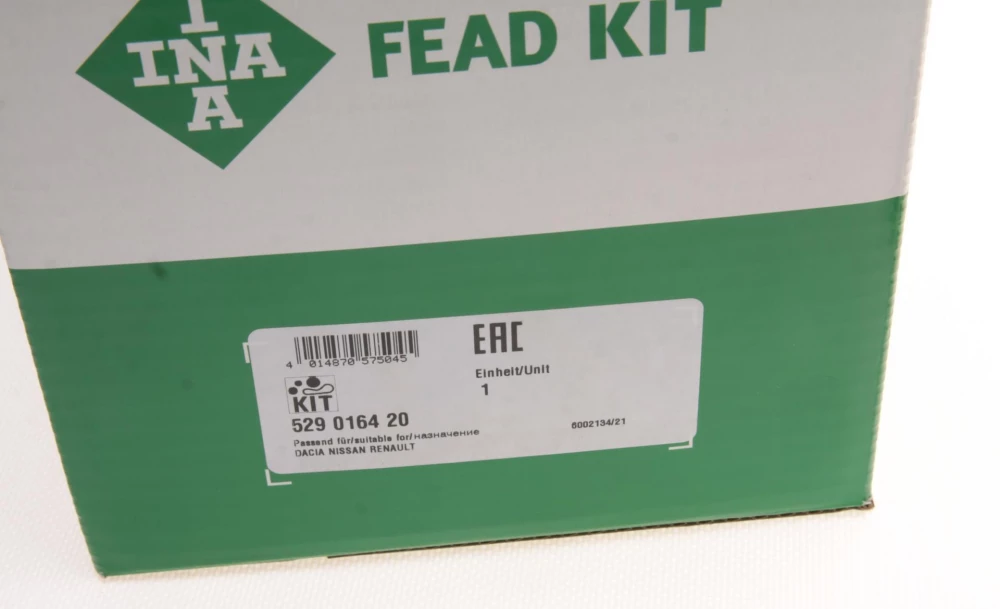 INA
I
A
FEAD KIT
4 014870 575045
EAC
Einheit/Unit
1
KIT
529 0164 20
6002134/21
Passend für/suitable for/назначение
DACIA NISSAN RENAULT